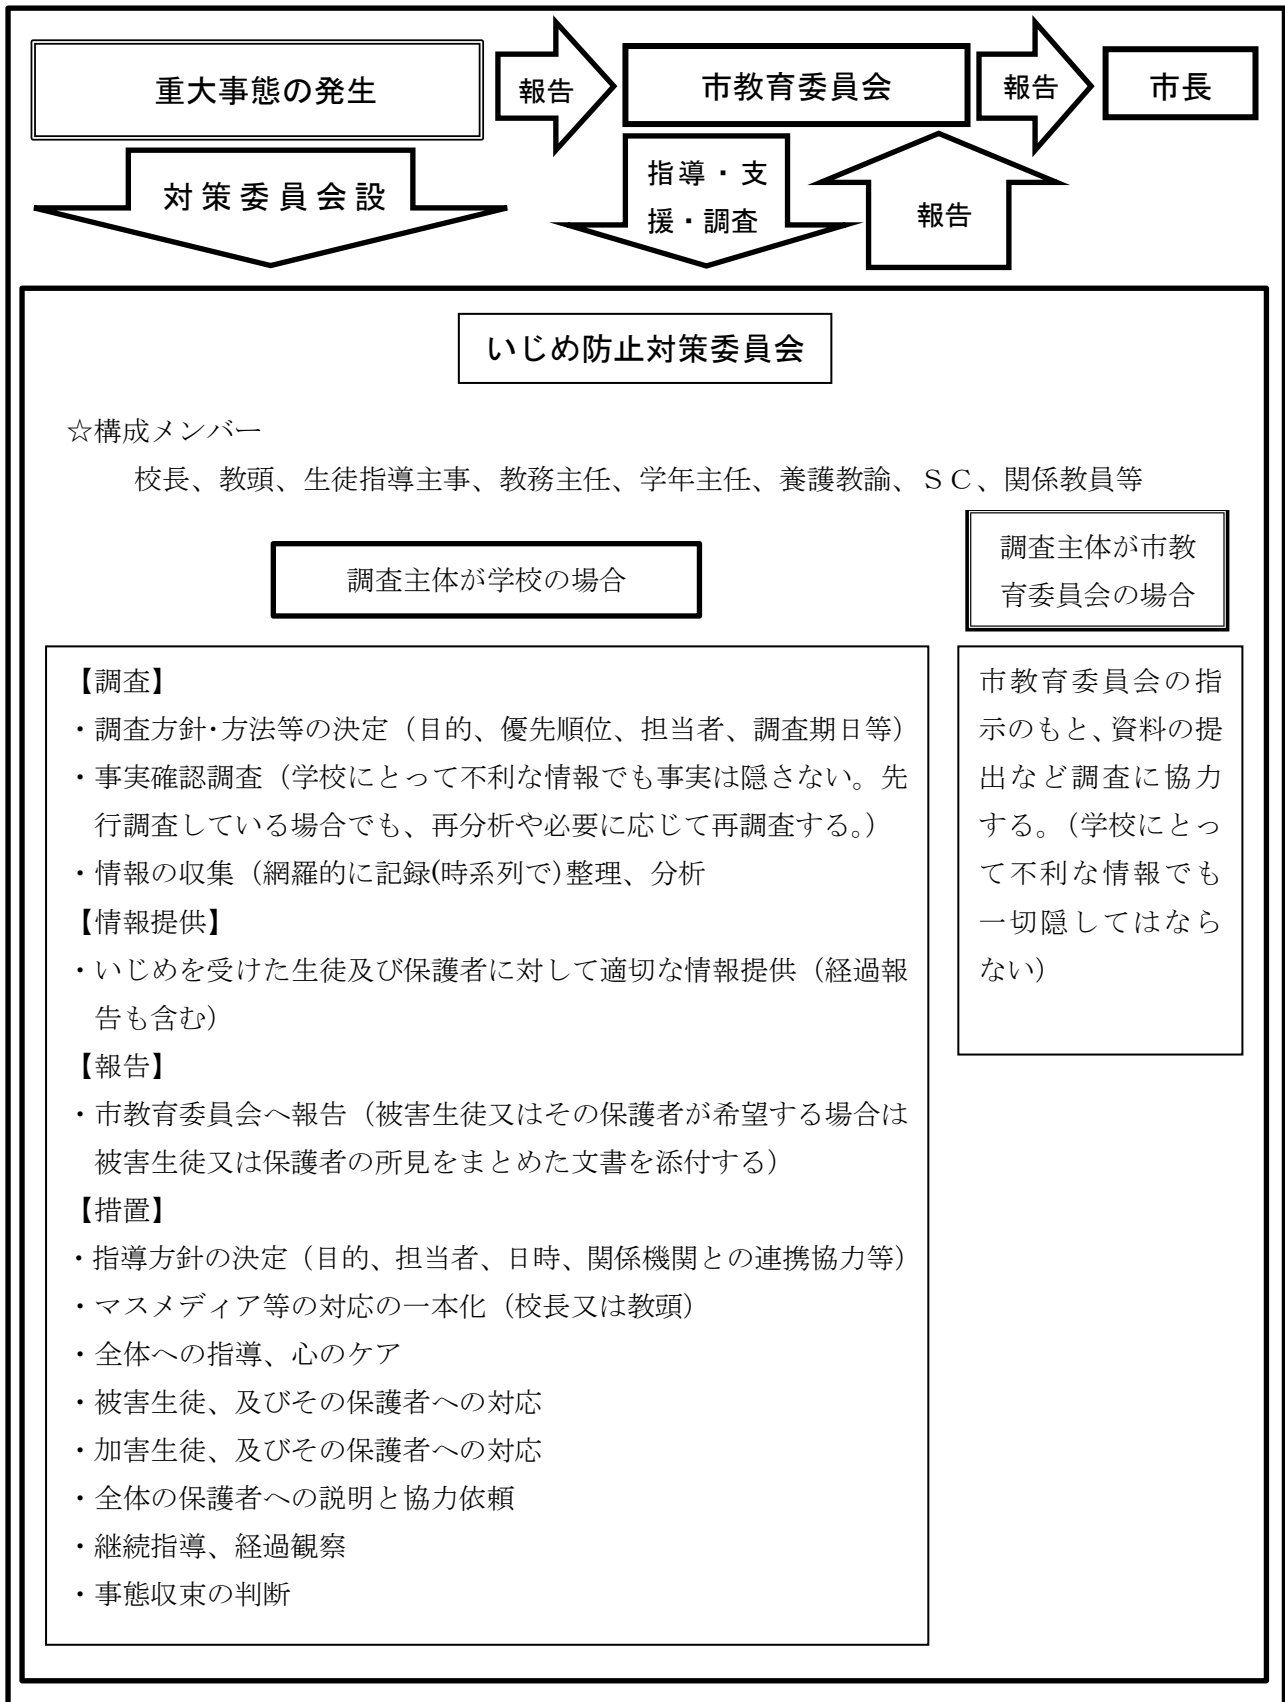 重大事態の発生
報告
市教育委員会
報告
市長
対策委員会設
指導・支
援・調査
報告
いじめ防止対策委員会
☆構成メンバー
校長、教頭、生徒指導主事、教務主任、学年主任、養護教諭、ＳＣ、関係教員等
調査主体が学校の場合
調査主体が市教
育委員会の場合
【調査】
・調査方針･方法等の決定（目的、優先順位、担当者、調査期日等）
・事実確認調査（学校にとって不利な情報でも事実は隠さない。先
行調査している場合でも、再分析や必要に応じて再調査する。）
・情報の収集（網羅的に記録(時系列で)整理、分析
【情報提供】
・いじめを受けた生徒及び保護者に対して適切な情報提供（経過報
告も含む）
【報告】
・市教育委員会へ報告（被害生徒又はその保護者が希望する場合は
被害生徒又は保護者の所見をまとめた文書を添付する）
【措置】
・指導方針の決定（目的、担当者、日時、関係機関との連携協力等）
・マスメディア等の対応の一本化（校長又は教頭）
・全体への指導、心のケア
・被害生徒、及びその保護者への対応
・加害生徒、及びその保護者への対応
・全体の保護者への説明と協力依頼
・継続指導、経過観察
・事態収束の判断
市教育委員会の指
示のもと、資料の提
出など調査に協力
する。（学校にとっ
て不利な情報でも
一切隠してはなら
ない）